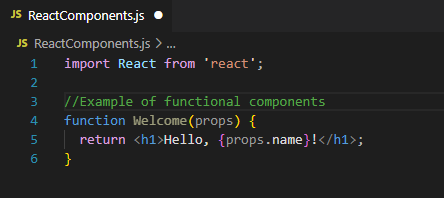 JS ReactComponents.js
JS ReactComponents.js > ...
1 import React from 'react';
2
3 //Example of functional components
4 function Welcome(props) {
5   return <h1>Hello, {props.name}!</h1>;
6 }